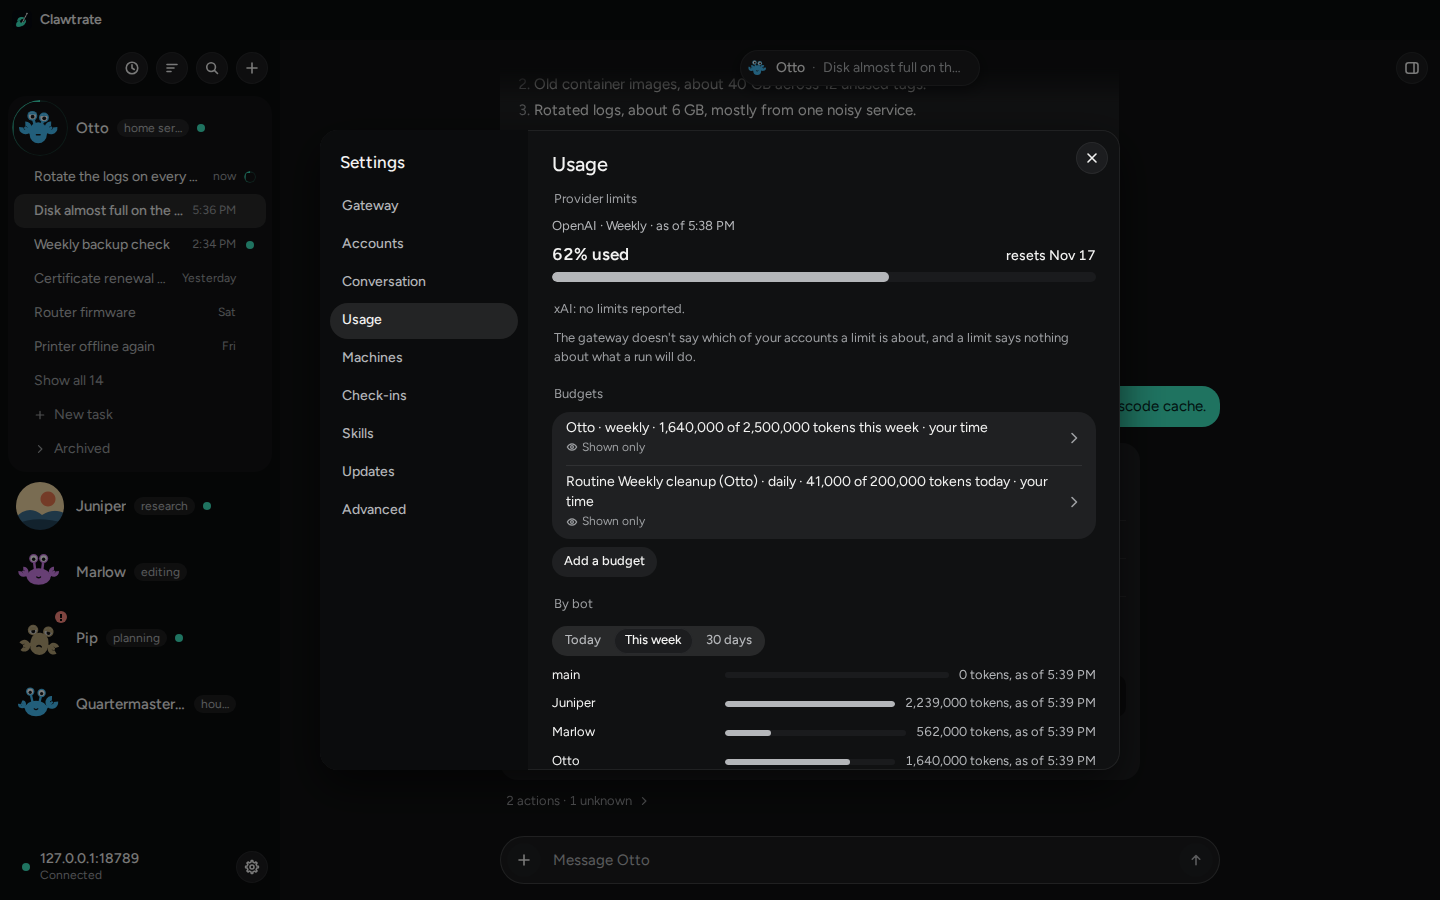 Clawtrate
Otto · Disk almost full on th...
2. Old container images, about 40 GB across 12 unused tags.
3. Rotated logs, about 6 GB, mostly from one noisy service.
Otto home ser...
Rotate the logs on every ... now
Disk almost full on the ... 5:36 PM
Weekly backup check 2:34 PM
Certificate renewal ... Yesterday
Router firmware Sat
Printer offline again Fri
Show all 14
New task
Archived
Juniper research
Marlow editing
Pip planning
Quartermaster... hou...
127.0.0.1:18789
Connected
Settings
Gateway
Accounts
Conversation
Usage
Machines
Check-ins
Skills
Updates
Advanced
Usage
Provider limits
OpenAI · Weekly · as of 5:38 PM
62% used resets Nov 17
xAI: no limits reported.
The gateway doesn't say which of your accounts a limit is about, and a limit says nothing
about what a run will do.
Budgets
Otto · weekly · 1,640,000 of 2,500,000 tokens this week · your time
Shown only
Routine Weekly cleanup (Otto) · daily · 41,000 of 200,000 tokens today · your
time
Shown only
Add a budget
By bot
Today This week 30 days
main 0 tokens, as of 5:39 PM
Juniper 2,239,000 tokens, as of 5:39 PM
Marlow 562,000 tokens, as of 5:39 PM
Otto 1,640,000 tokens, as of 5:39 PM
cache.
2 actions · 1 unknown
Message Otto